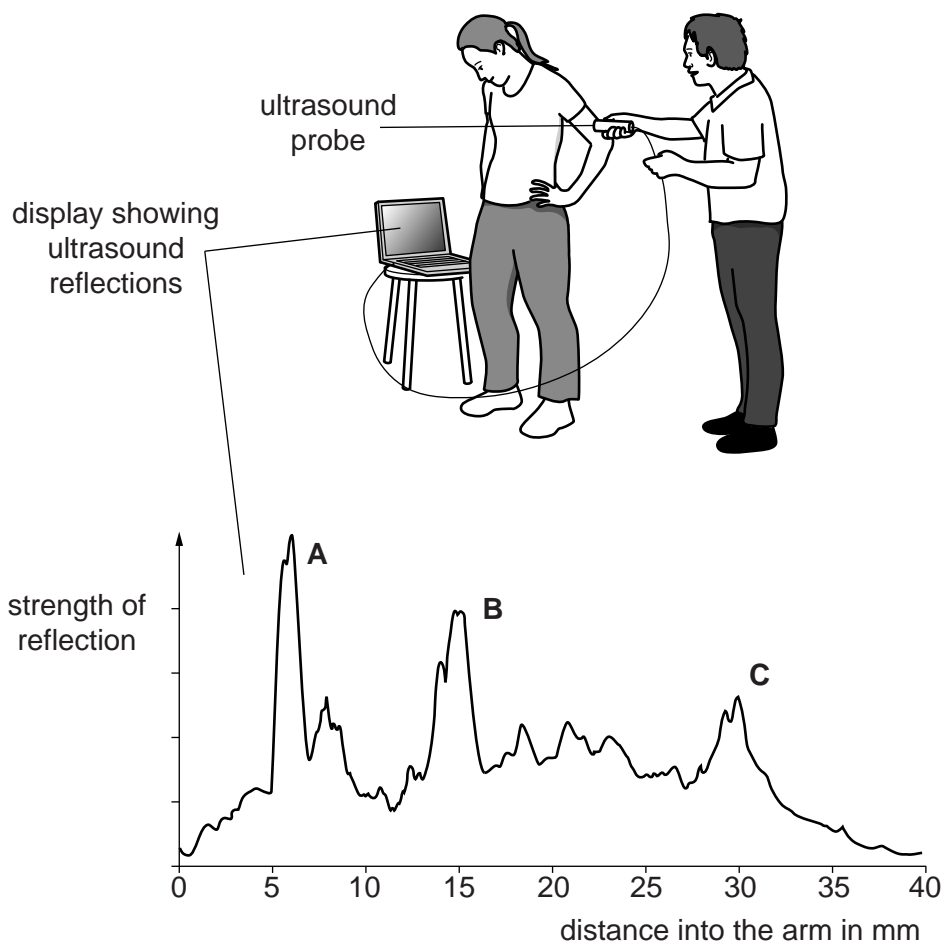 ultrasound
probe
display showing
ultrasound
reflections
A
B
C
strength of
reflection
0 5 10 15 20 25 30 35 40
distance into the arm in mm